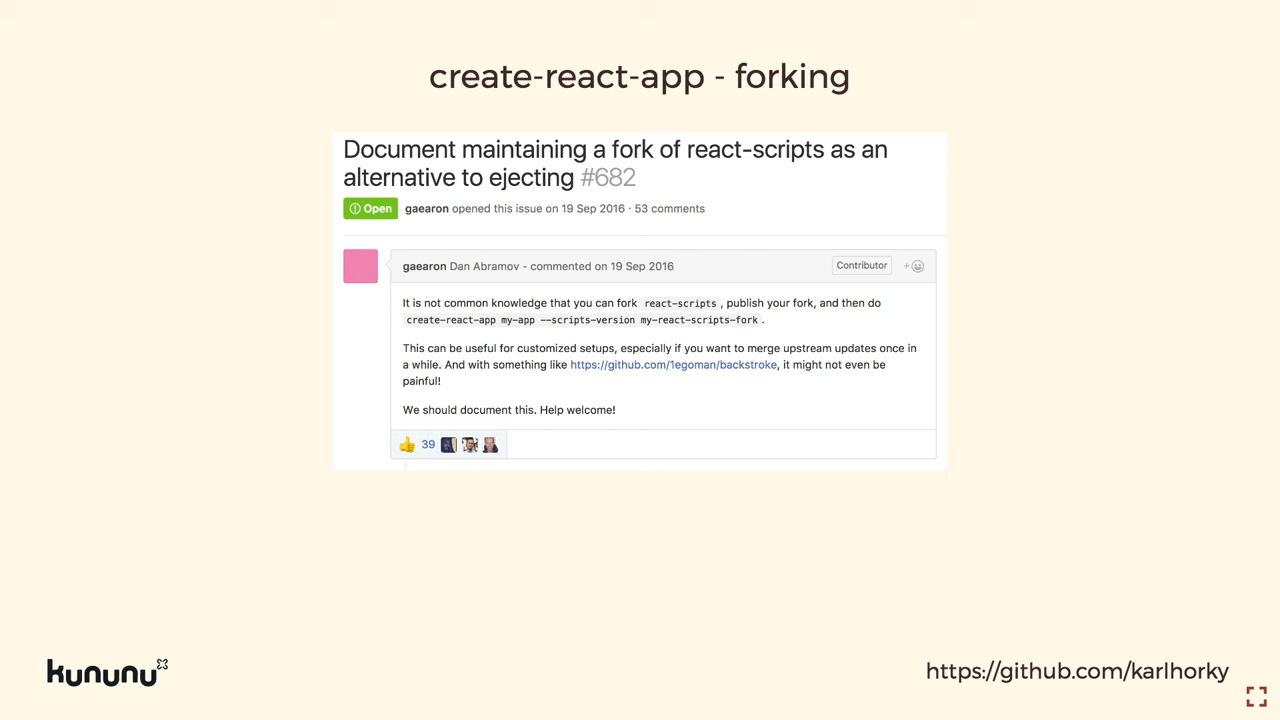 create-react-app - forking
Document maintaining a fork of react-scripts as an
alternative to ejecting #682
Open gaearon opened this issue on 19 Sep 2016 · 53 comments
gaearon Dan Abramov - commented on 19 Sep 2016 Contributor +
It is not common knowledge that you can fork react-scripts , publish your fork, and then do
create-react-app my-app --scripts-version my-react-scripts-fork .
This can be useful for customized setups, especially if you want to merge upstream updates once in
a while. And with something like https://github.com/1egoman/backstroke, it might not even be
painful!
We should document this. Help welcome!
39
kununu
https://github.com/karlhorky